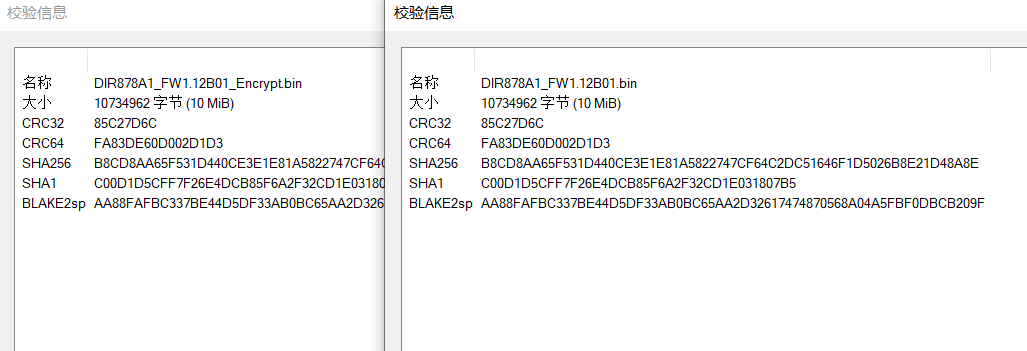 校验信息
名称 DIR878A1_FW1.12B01_Encrypt.bin
大小 10734962 字节 (10 MiB)
CRC32 85C27D6C
CRC64 FA83DE60D002D1D3
SHA256 B8CD8AA65F531D440CE3E1E81A5822747CF64C
SHA1 C00D1D5CFF7F26E4DCB85F6A2F32CD1E03180
BLAKE2sp AA88FAFBC337BE44D5DF33AB0BC65AA2D326
校验信息
名称 DIR878A1_FW1.12B01.bin
大小 10734962 字节 (10 MiB)
CRC32 85C27D6C
CRC64 FA83DE60D002D1D3
SHA256 B8CD8AA65F531D440CE3E1E81A5822747CF64C2DC51646F1D5026B8E21D48A8E
SHA1 C00D1D5CFF7F26E4DCB85F6A2F32CD1E031807B5
BLAKE2sp AA88FAFBC337BE44D5DF33AB0BC65AA2D32617474870568A04A5FBF0DBCB209F